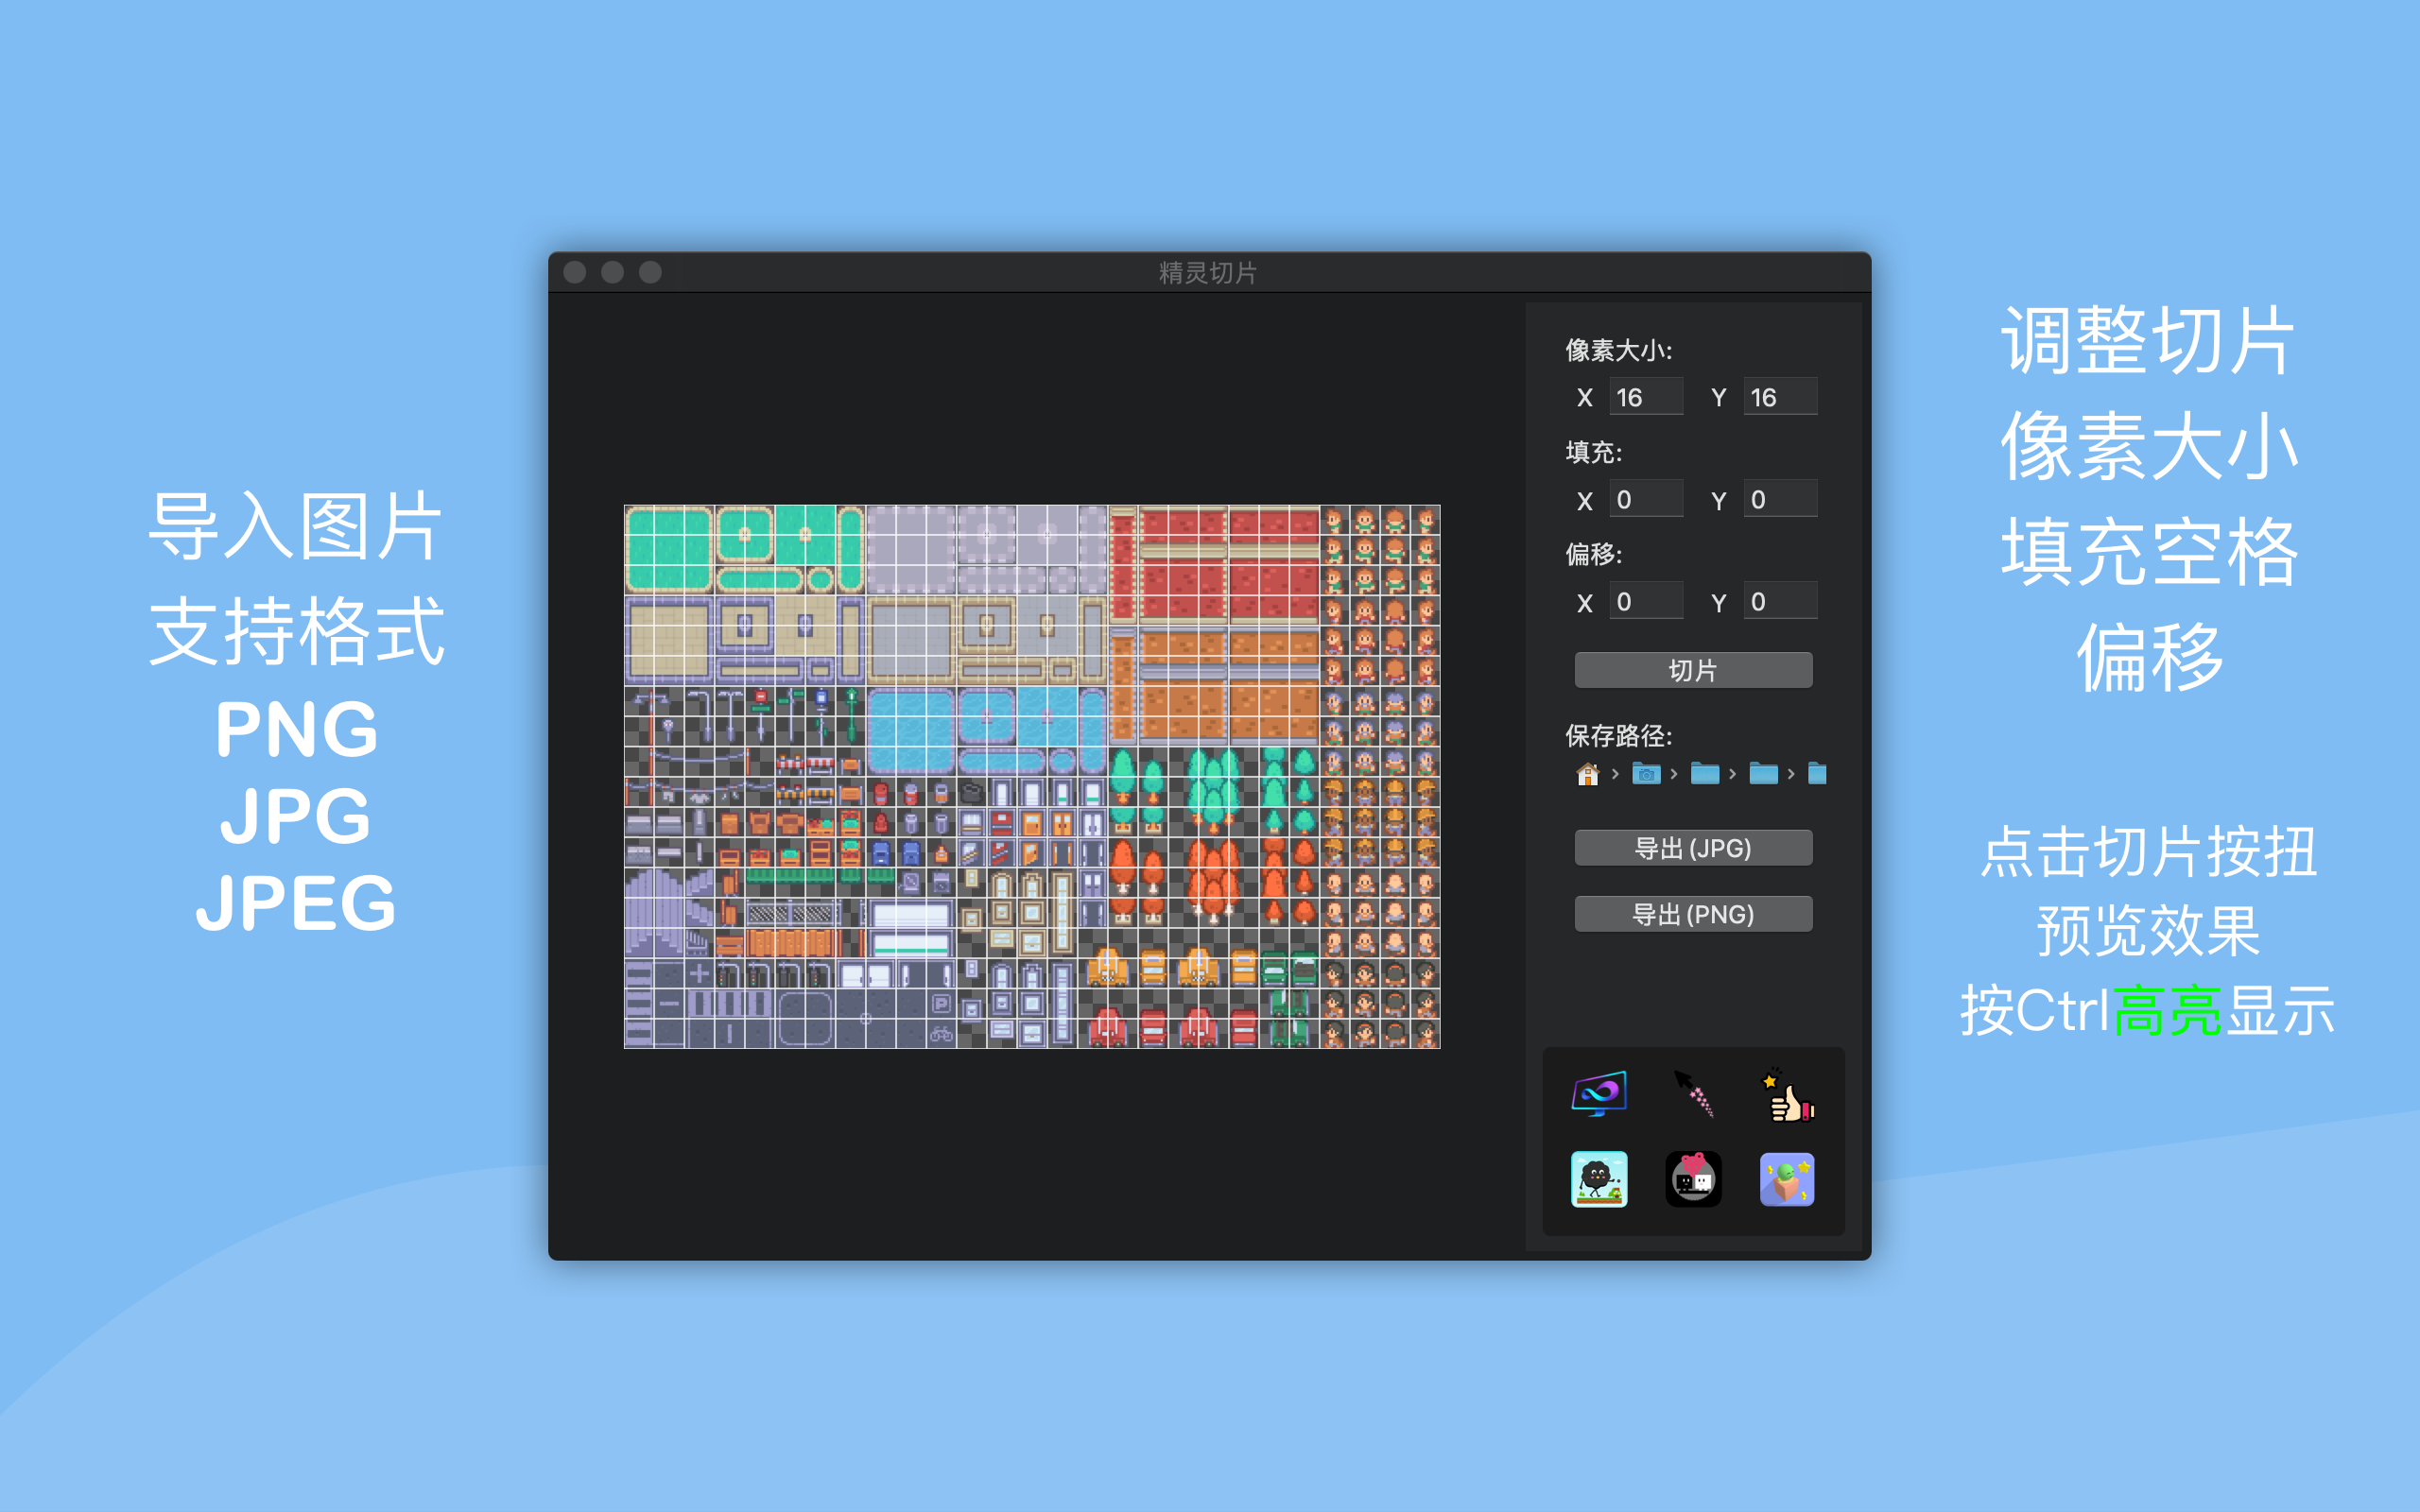 导入图片
支持格式
PNG
JPG
JPEG
精灵切片
像素大小:
X 16 Y 16
填充:
X 0 Y 0
偏移:
X 0 Y 0
切片
保存路径:
导出(JPG)
导出(PNG)
P
调整切片
像素大小
填充空格
偏移
点击切片按扭
预览效果
按Ctrl高亮显示